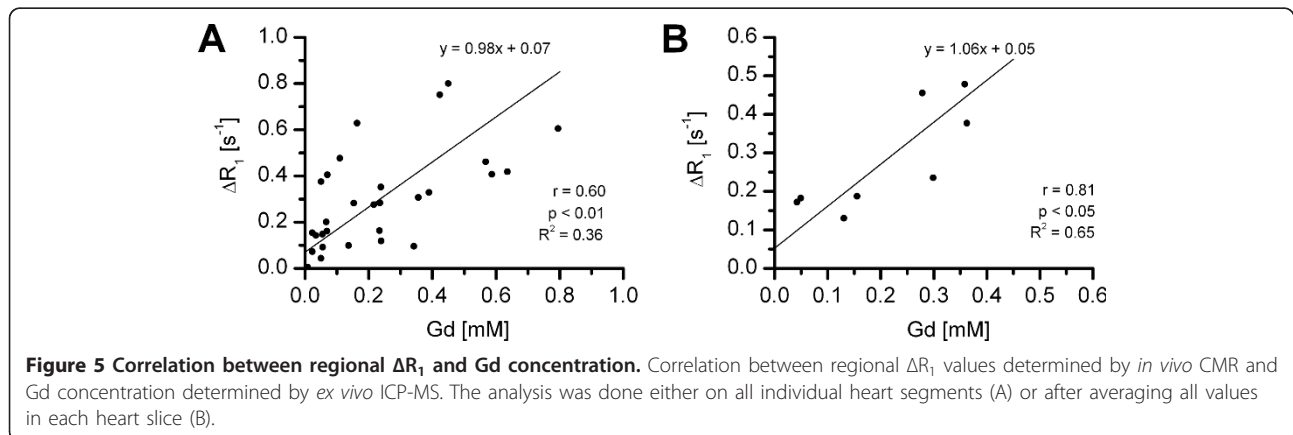 A
B
y = 0.98x + 0.07
y = 1.06x + 0.05
1.0
0.8
0.6
0.4
0.2
0.0
ΔR₁ [s⁻¹]
r = 0.60
p < 0.01
R² = 0.36
0.0 0.2 0.4 0.6 0.8 1.0
Gd [mM]
0.6
0.5
0.4
0.3
0.2
0.1
0.0
ΔR₁ [s⁻¹]
r = 0.81
p < 0.05
R² = 0.65
0.0 0.1 0.2 0.3 0.4 0.5 0.6
Gd [mM]
Figure 5 Correlation between regional ΔR₁ and Gd concentration. Correlation between regional ΔR₁ values determined by in vivo CMR and
Gd concentration determined by ex vivo ICP-MS. The analysis was done either on all individual heart segments (A) or after averaging all values
in each heart slice (B).